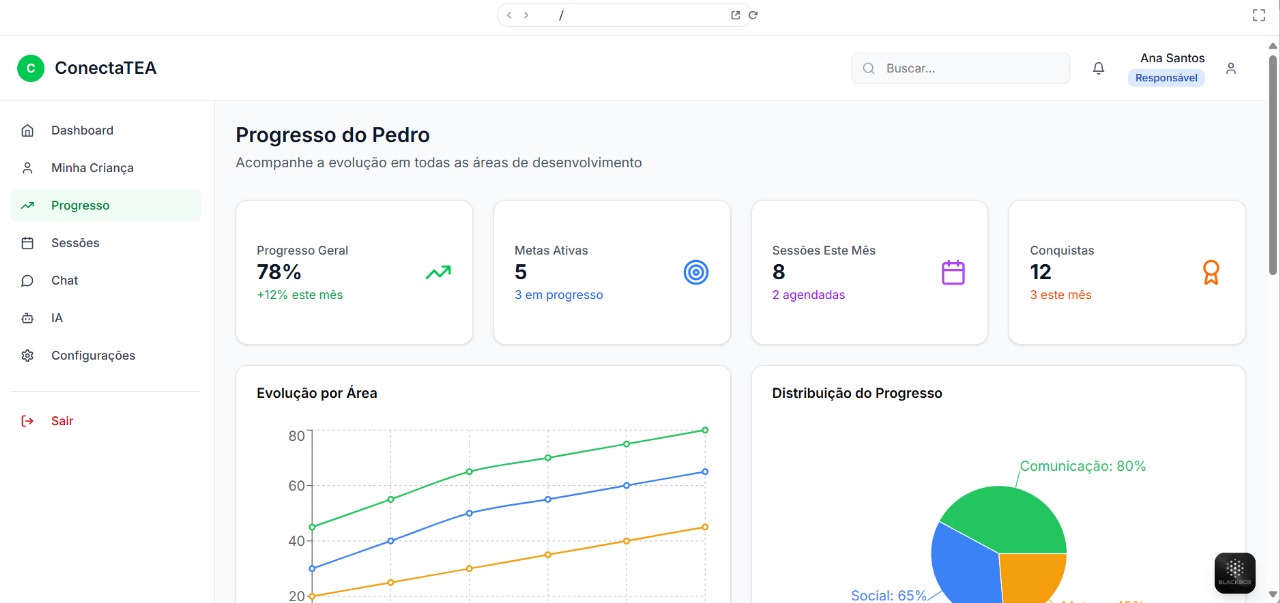 /
C ConectaTEA
Buscar...
Ana Santos
Responsável
Dashboard
Minha Criança
Progresso
Sessões
Chat
IA
Configurações
Sair
Progresso do Pedro
Acompanhe a evolução em todas as áreas de desenvolvimento
Progresso Geral
78%
+12% este mês
Metas Ativas
5
3 em progresso
Sessões Este Mês
8
2 agendadas
Conquistas
12
3 este mês
Evolução por Área
80
60
40
20
Distribuição do Progresso
Comunicação: 80%
Social: 65%
BLACKBOX